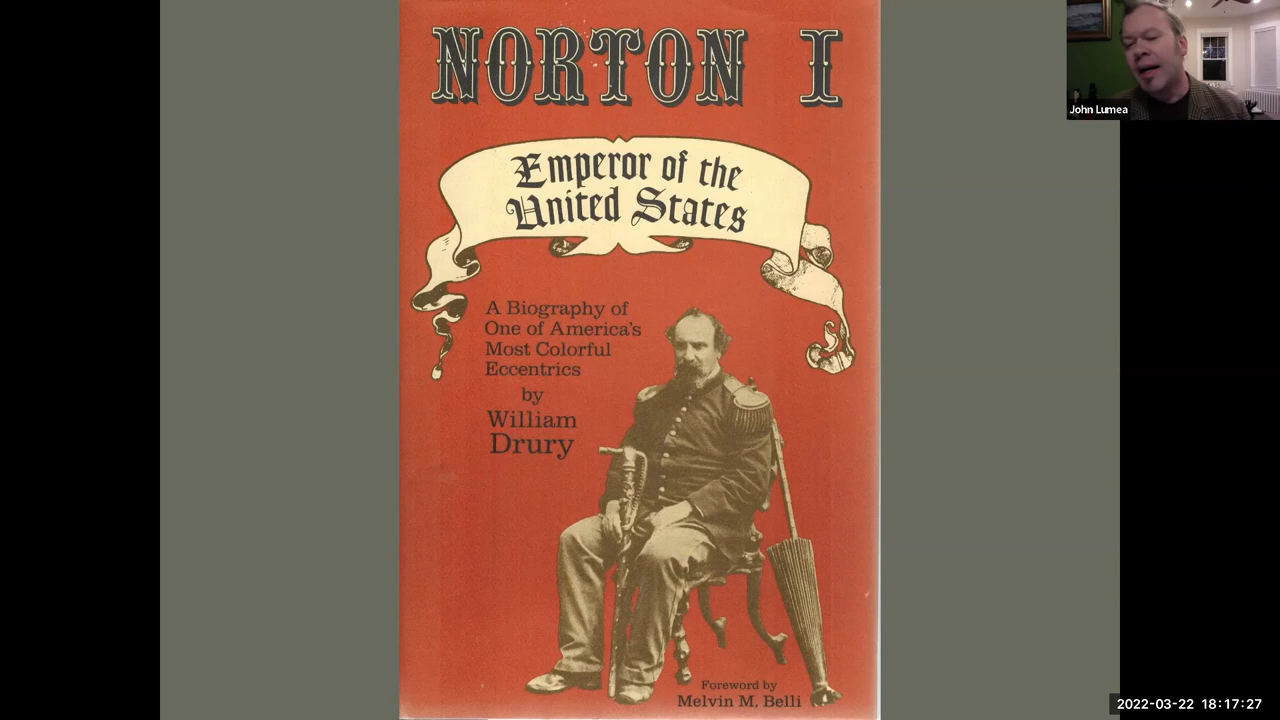 NORTON I
Emperor of the
United States
A Biography of
One of America's
Most Colorful
Eccentrics
by
William
Drury
Foreword by
Melvin M. Belli
John Lumea
2022-03-22 18:17:27